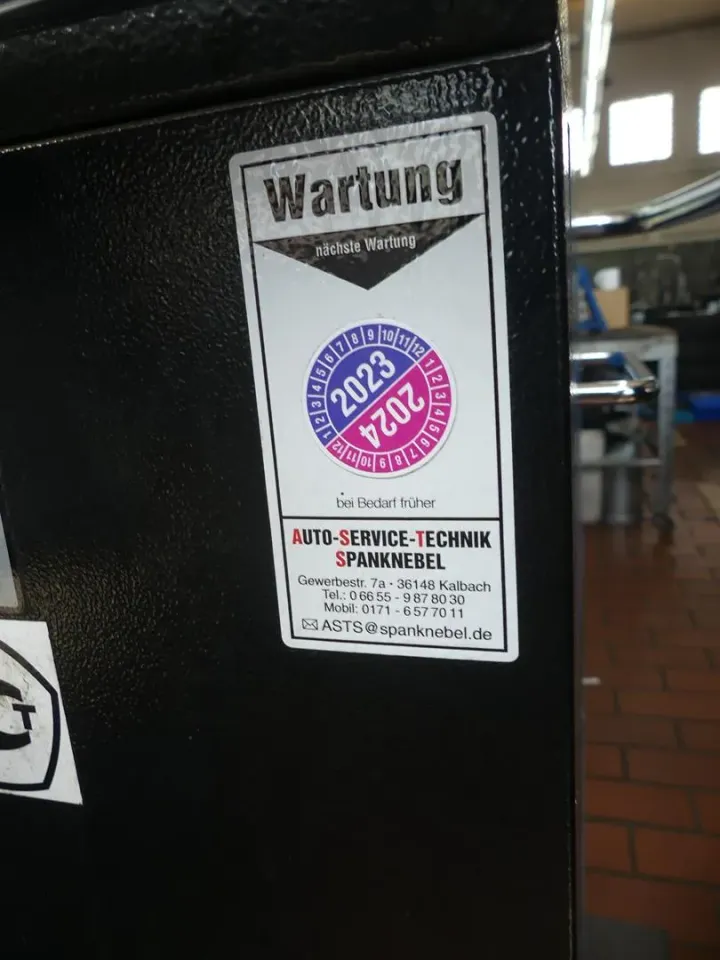 Wartung
nächste Wartung
1 2 3 4 5 6 7 8 9 10 11 12
2023
2024
1 2 3 4 5 6 7 8 9 10 11 12
bei Bedarf früher
AUTO-SERVICE-TECHNIK
SPANKNEBEL
Gewerbestr. 7a · 36148 Kalbach
Tel.: 0 66 55 - 9 87 80 30
Mobil: 0171 - 6 57 70 11
✉ ASTS@spanknebel.de
T